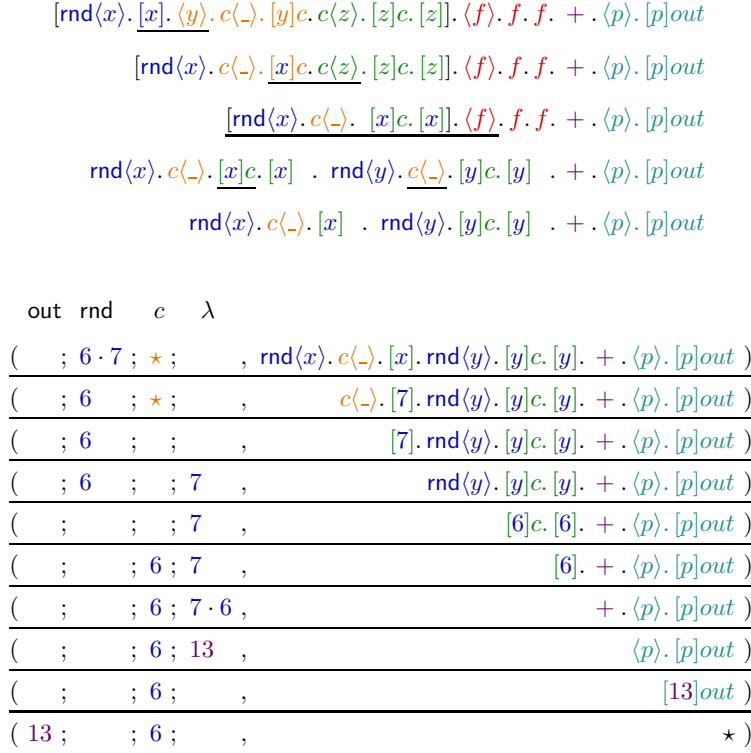 [rnd⟨x⟩. [x]. ⟨y⟩. c⟨_⟩. [y]c. c⟨z⟩. [z]c. [z]]. ⟨f⟩. f. f. + . ⟨p⟩. [p]out
[rnd⟨x⟩. c⟨_⟩. [x]c. c⟨z⟩. [z]c. [z]]. ⟨f⟩. f. f. + . ⟨p⟩. [p]out
[rnd⟨x⟩. c⟨_⟩. [x]c. [x]]. ⟨f⟩. f. f. + . ⟨p⟩. [p]out
rnd⟨x⟩. c⟨_⟩. [x]c. [x] . rnd⟨y⟩. c⟨_⟩. [y]c. [y] . + . ⟨p⟩. [p]out
rnd⟨x⟩. c⟨_⟩. [x] . rnd⟨y⟩. [y]c. [y] . + . ⟨p⟩. [p]out
out rnd c λ
( ; 6 · 7 ; ⋆ ; , rnd⟨x⟩. c⟨_⟩. [x]. rnd⟨y⟩. [y]c. [y]. + . ⟨p⟩. [p]out )
( ; 6 ; ⋆ ; , c⟨_⟩. [7]. rnd⟨y⟩. [y]c. [y]. + . ⟨p⟩. [p]out )
( ; 6 ; ; , [7]. rnd⟨y⟩. [y]c. [y]. + . ⟨p⟩. [p]out )
( ; 6 ; ; 7 , rnd⟨y⟩. [y]c. [y]. + . ⟨p⟩. [p]out )
( ; ; ; 7 , [6]c. [6]. + . ⟨p⟩. [p]out )
( ; ; 6 ; 7 , [6]. + . ⟨p⟩. [p]out )
( ; ; 6 ; 7 · 6 , + . ⟨p⟩. [p]out )
( ; ; 6 ; 13 , ⟨p⟩. [p]out )
( ; ; 6 ; , [13]out )
( 13 ; ; 6 ; , ⋆ )